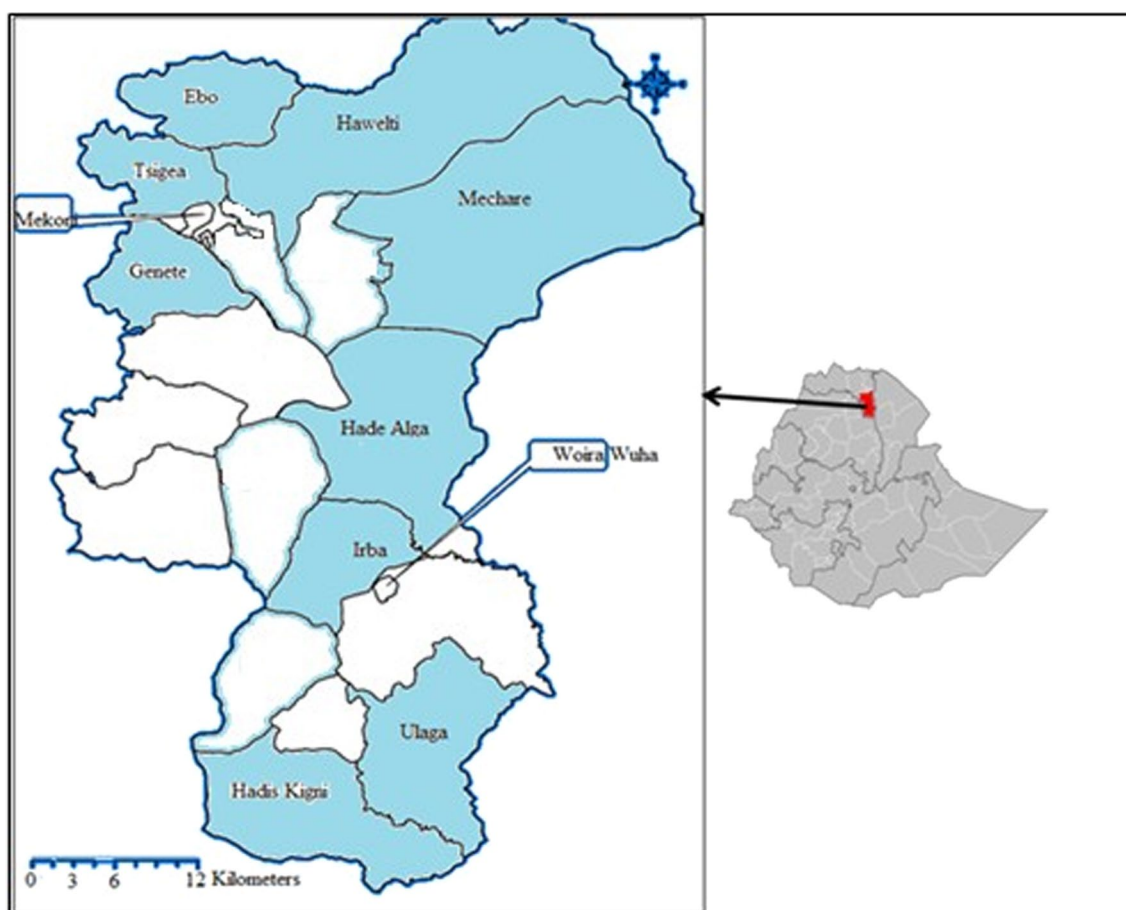 Ebo
Hawelti
Tsigea
Mechare
Mekoni
Genete
Hade Alga
Woira Wuha
Irba
Ulaga
Hadis Kigni
0 3 6 12 Kilometers